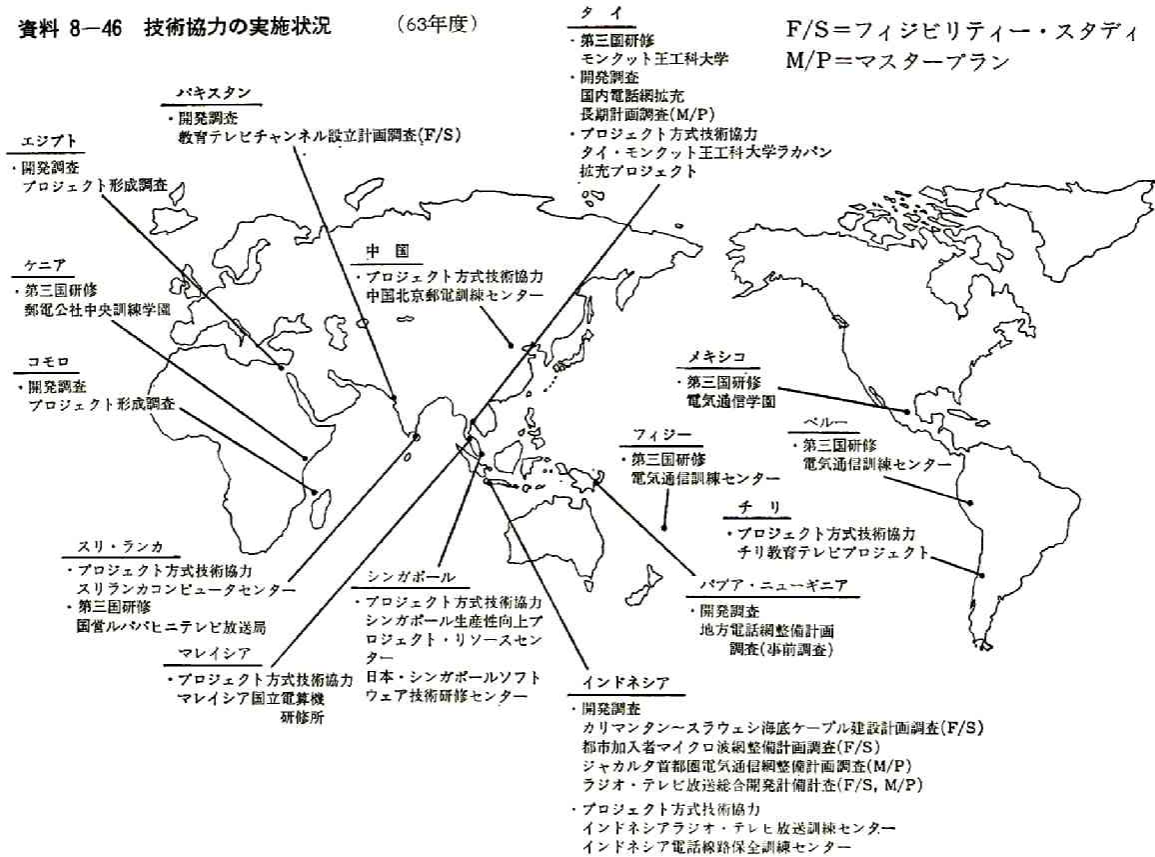 資料 8－46 技術協力の実施状況 (63年度)
F/S＝フィジビリティー・スタディ
M/P＝マスタープラン
タ イ
・第三国研修
モンクット王工科大学
・開発調査
国内電話網拡充
長期計画調査(M/P)
・プロジェクト方式技術協力
タイ・モンクット王工科大学ラカバン
拡充プロジェクト
パキスタン
・開発調査
教育テレビチャンネル設立計画調査(F/S)
エジプト
・開発調査
プロジェクト形成調査
中 国
・プロジェクト方式技術協力
中国北京郵電訓練センター
ケニア
・第三国研修
郵電公社中央訓練学園
コモロ
・開発調査
プロジェクト形成調査
メキシコ
・第三国研修
電気通信学園
ペルー
・第三国研修
電気通信訓練センター
フィジー
・第三国研修
電気通信訓練センター
チ リ
・プロジェクト方式技術協力
チリ教育テレビプロジェクト
スリ・ランカ
・プロジェクト方式技術協力
スリランカコンピュータセンター
・第三国研修
国営ルパバヒニテレビ放送局
マレイシア
・プロジェクト方式技術協力
マレイシア国立電算機
研修所
シンガポール
・プロジェクト方式技術協力
シンガポール生産性向上プ
ロジェクト・リソースセン
ター
日本・シンガポールソフト
ウェア技術研修センター
パプア・ニューギニア
・開発調査
地方電話網整備計画
調査(事前調査)
インドネシア
・開発調査
カリマンタン～スラウェシ海底ケーブル建設計画調査(F/S)
都市加入者マイクロ波網整備計画調査(F/S)
ジャカルタ首都圏電気通信網整備計画調査(M/P)
ラジオ・テレビ放送総合開発計備計査(F/S, M/P)
・プロジェクト方式技術協力
インドネシアラジオ・テレビ放送訓練センター
インドネシア電話線路保全訓練センター